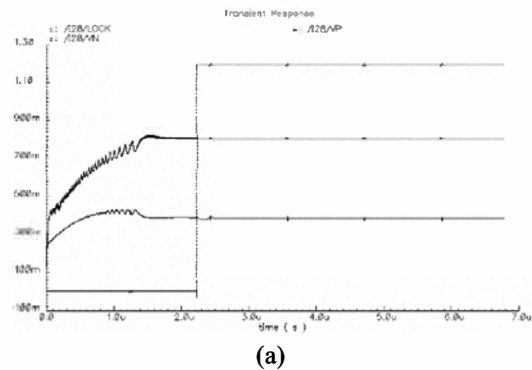 Transient Response
/I28/LOCK
/I28/VN
/I28/VP
1.30
1.10
900m
700m
500m
300m
100m
-100m
0.0 1.0u 2.0u 3.0u 4.0u 5.0u 6.0u 7.0u
time ( s )
(a)